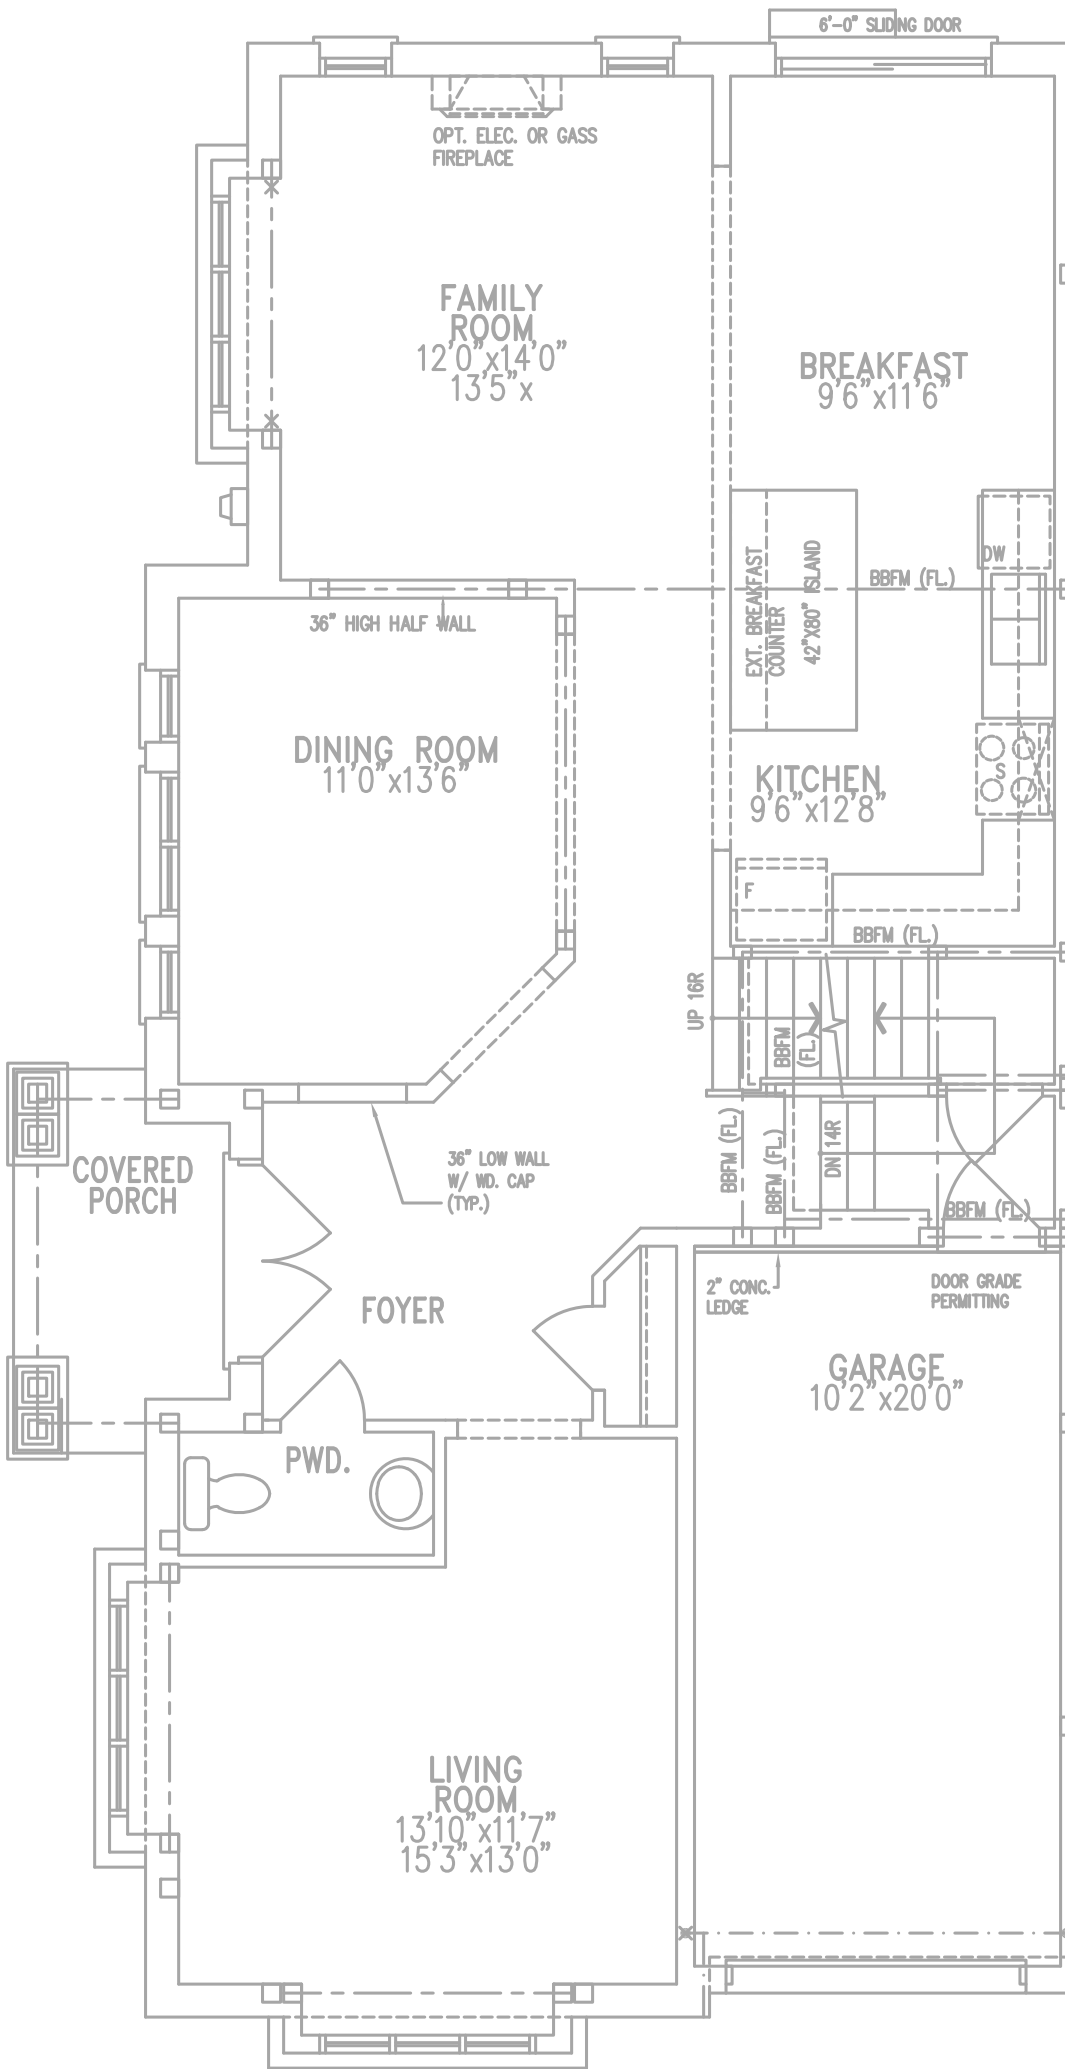 6'-0" SLIDING DOOR
OPT. ELEC. OR GASS
FIREPLACE
FAMILY
ROOM
12'0"x14'0"
13'5"x
BREAKFAST
9'6"x11'6"
DW
BBFM (FL.)
EXT. BREAKFAST
COUNTER
42"X80" ISLAND
36" HIGH HALF WALL
DINING ROOM
11'0"x13'6"
KITCHEN
9'6"x12'8"
S
F
BBFM (FL.)
UP 16R
BBFM
(FL.)
COVERED
PORCH
36" LOW WALL
W/ WD. CAP
(TYP.)
BBFM (FL.)
BBFM (FL.)
DN 14R
BBFM (FL.)
2" CONC.
LEDGE
DOOR GRADE
PERMITTING
FOYER
GARAGE
10'2"x20'0"
PWD.
LIVING
ROOM
13'10"x11'7"
15'3"x13'0"